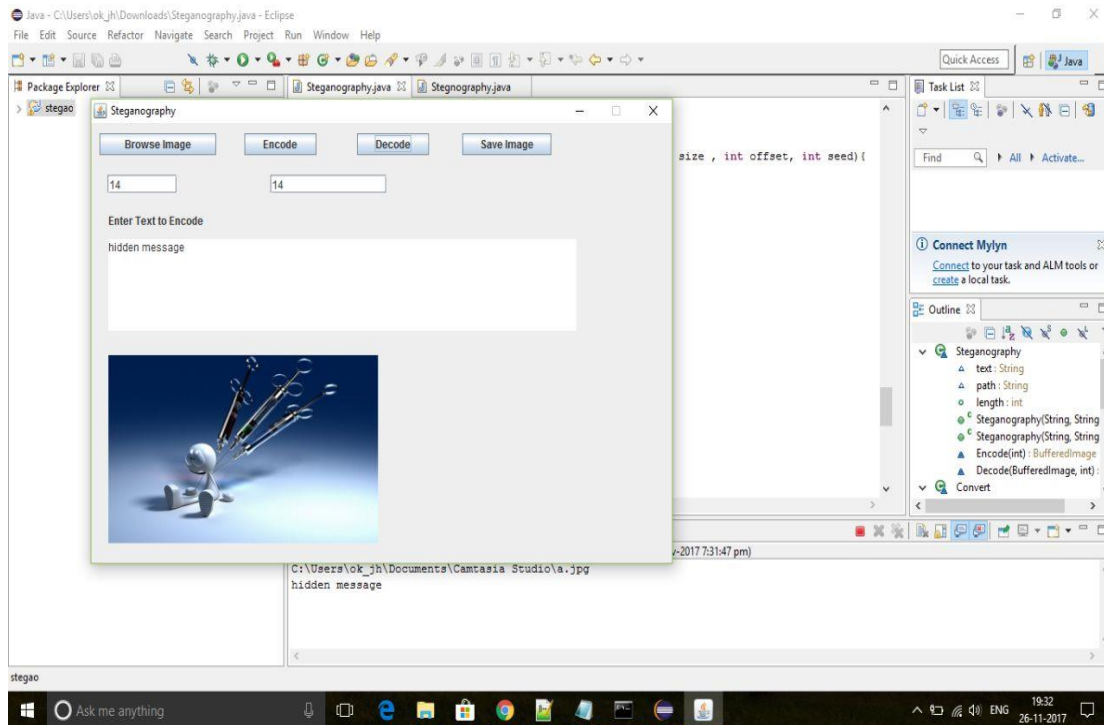 Java - C:\Users\ok_jh\Downloads\Steganography.java - Eclipse
File Edit Source Refactor Navigate Search Project Run Window Help
Quick Access
Java
Package Explorer
Steganography.java
Stegnography.java
Task List
stegao
Steganography
Browse Image
Encode
Decode
Save Image
size , int offset, int seed){
Find
All
Activate...
14
14
Enter Text to Encode
hidden message
Connect Mylyn
Connect to your task and ALM tools or
create a local task.
Outline
Steganography
text : String
path : String
length : int
Steganography(String, String
Steganography(String, String
Encode(int) : BufferedImage
Decode(BufferedImage, int) :
Convert
-2017 7:31:47 pm)
C:\Users\ok_jh\Documents\Camtasia Studio\a.jpg
hidden message
stegao
Ask me anything
ENG
19:32
26-11-2017